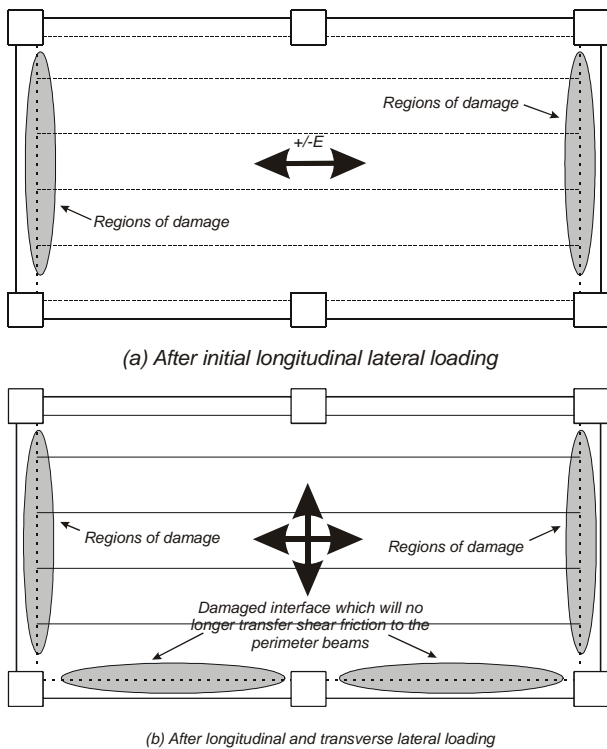 Regions of damage
+/-E
Regions of damage
(a) After initial longitudinal lateral loading
Regions of damage
Regions of damage
Damaged interface which will no
longer transfer shear friction to the
perimeter beams
(b) After longitudinal and transverse lateral loading